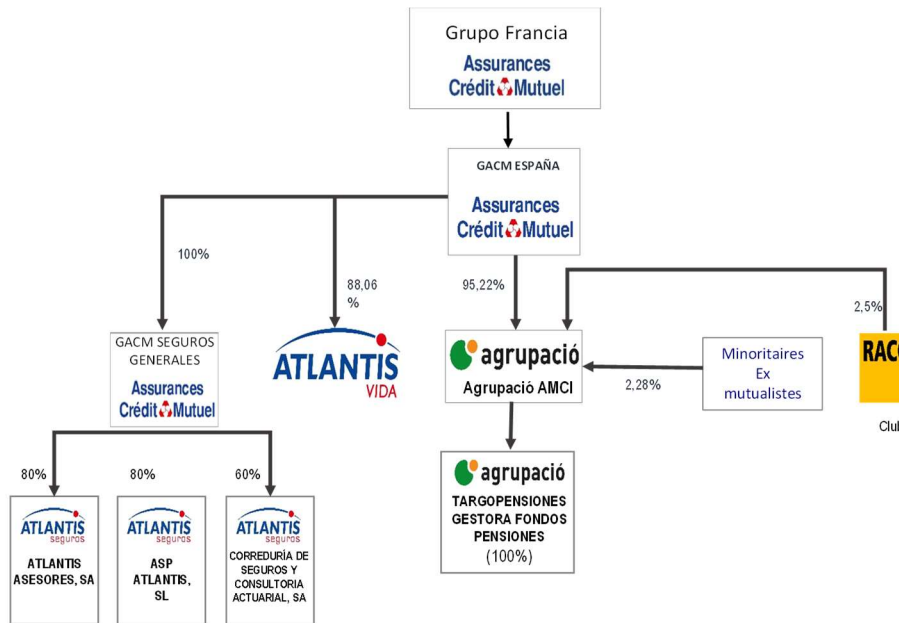 Grupo Francia
Assurances
Crédit Mutuel
GACM ESPAÑA
Assurances
Crédit Mutuel
100%
88,06
%
95,22%
2,5%
GACM SEGUROS
GENERALES
Assurances
Crédit Mutuel
ATLANTIS
VIDA
agrupació
Agrupació AMCI
2,28%
Minoritaires
Ex
mutualistes
RACC
80%
80%
60%
ATLANTIS
seguros
ATLANTIS
ASESORES, SA
ATLANTIS
seguros
ASP
ATLANTIS,
SL
ATLANTIS
seguros
CORREDURÍA DE
SEGUROS Y
CONSULTORIA
ACTUARIAL, SA
agrupació
TARGOPENSIONES
GESTORA FONDOS
PENSIONES
(100%)